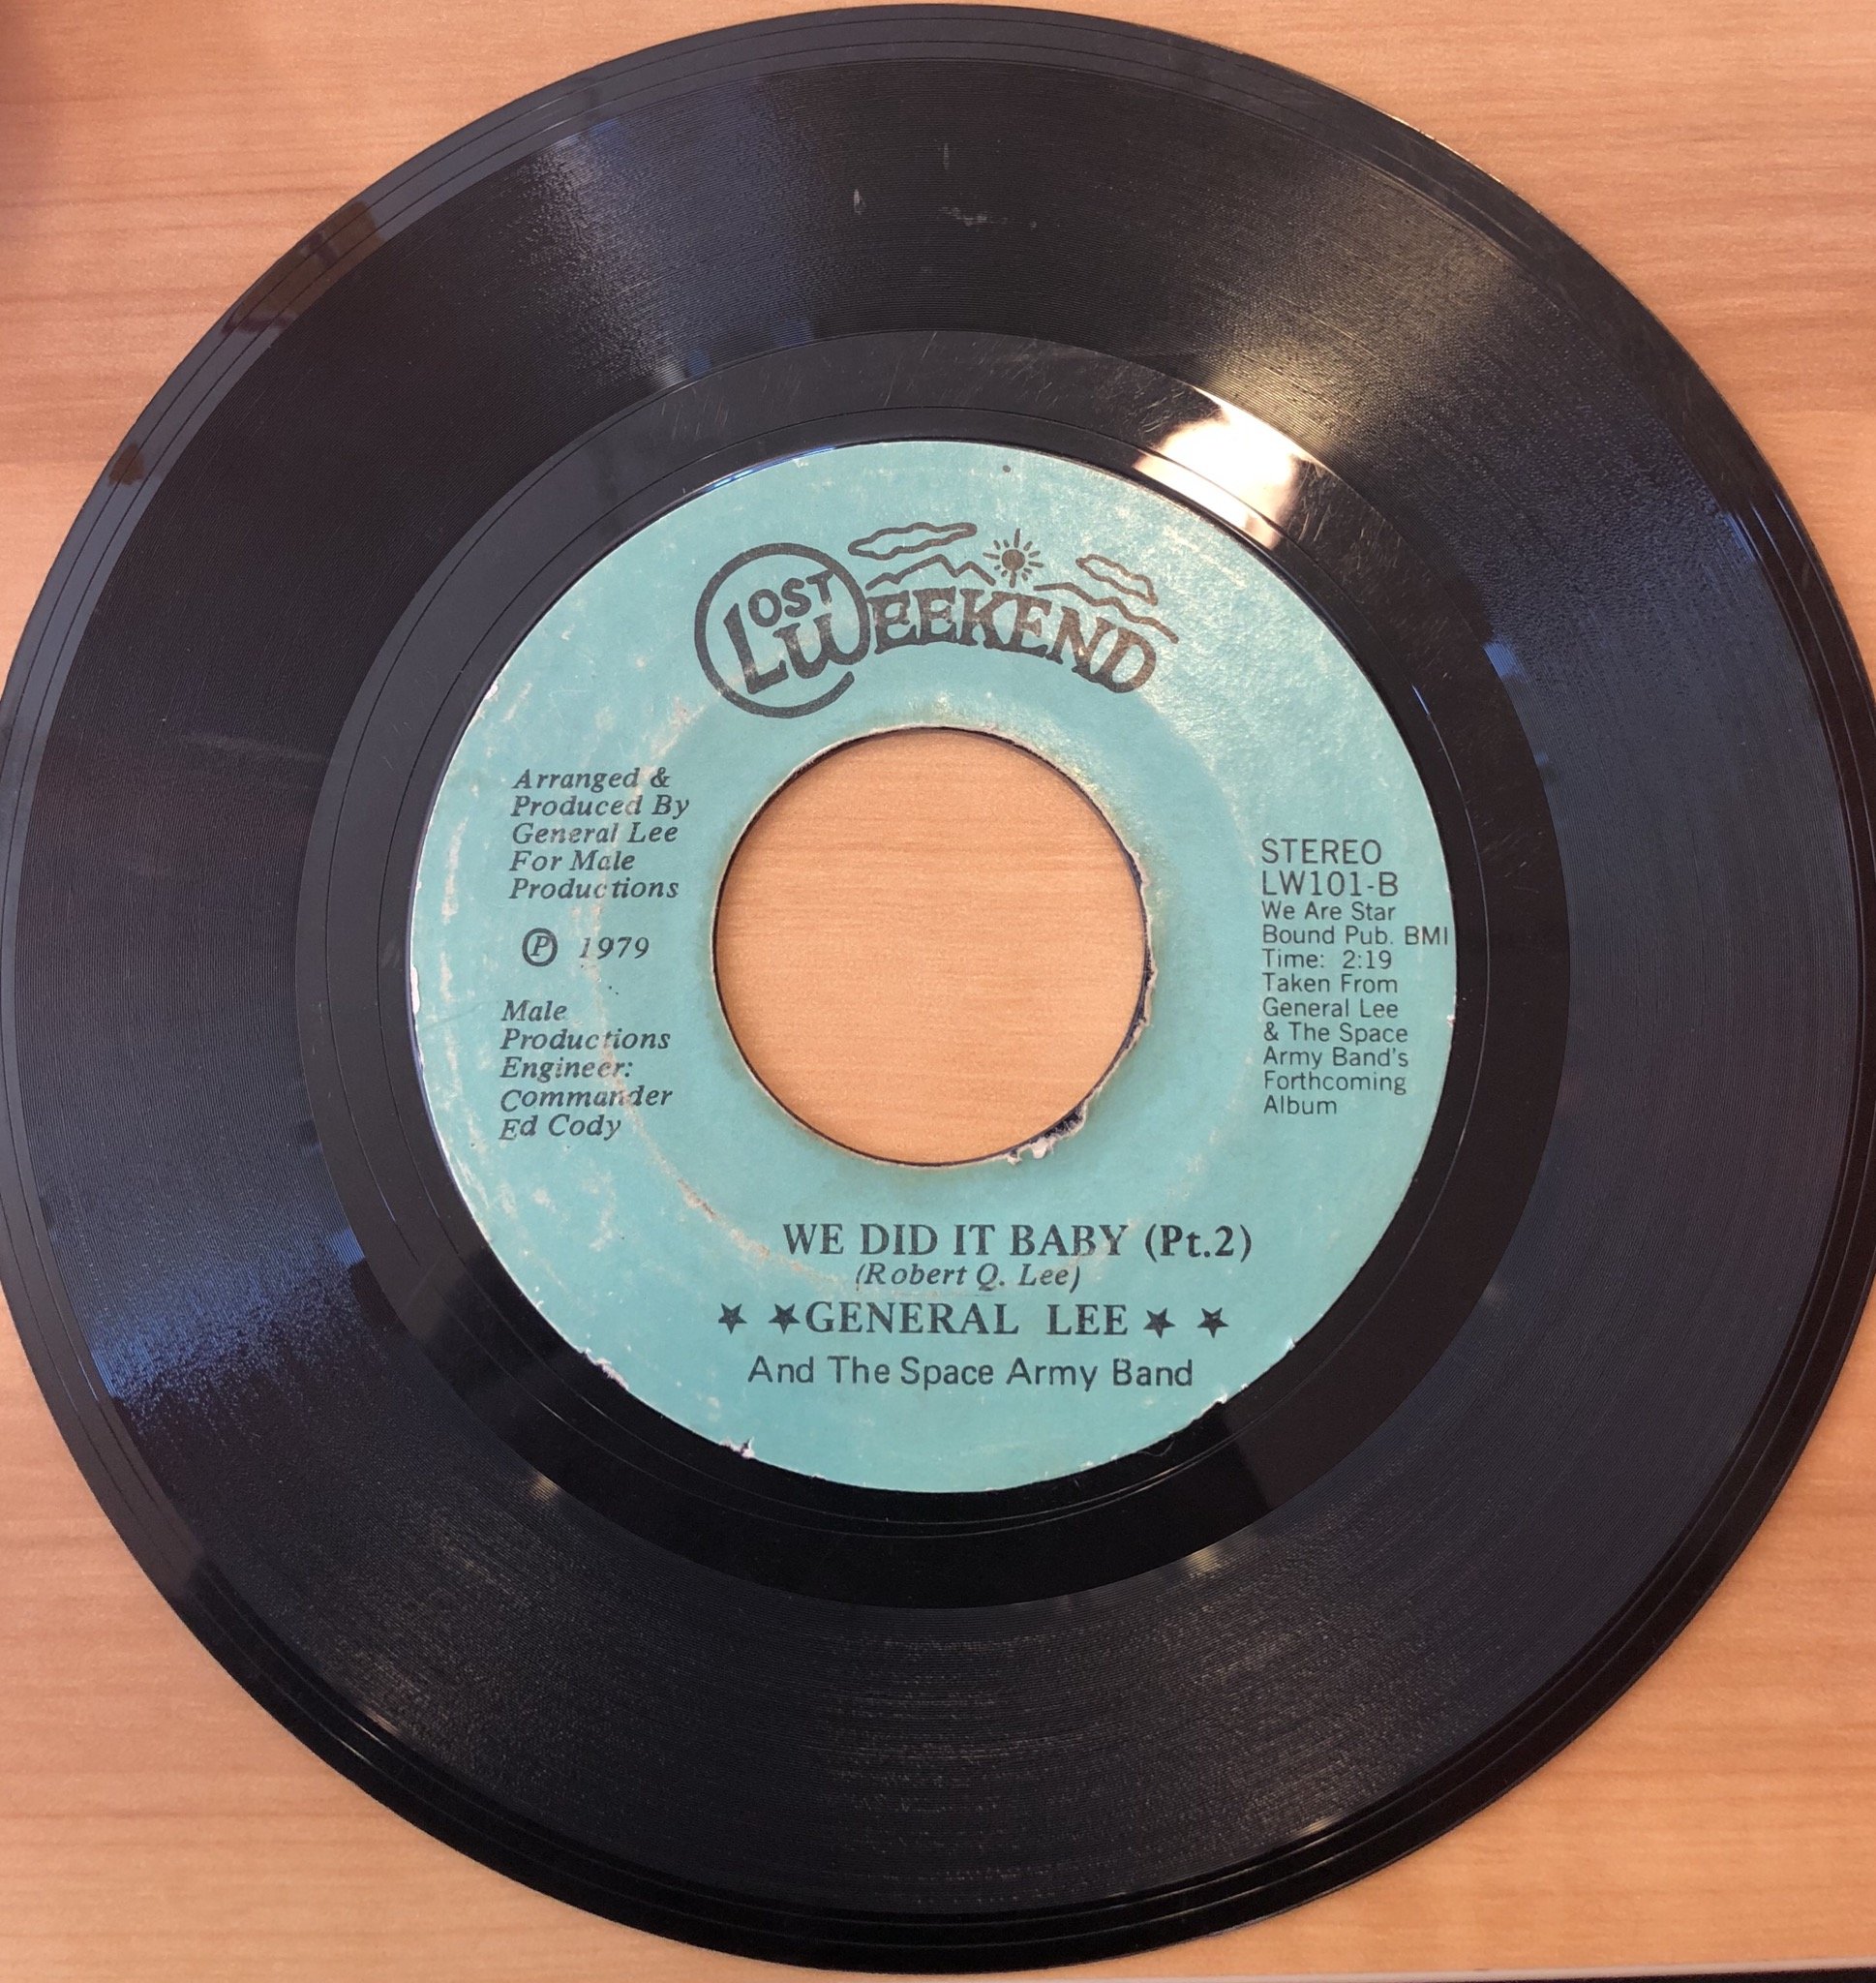 LOST WEEKEND
Arranged &
Produced By
General Lee
For Male
Productions
Ⓟ 1979
Male
Productions
Engineer:
Commander
Ed Cody
STEREO
LW101-B
We Are Star
Bound Pub. BMI
Time: 2:19
Taken From
General Lee
& The Space
Army Band's
Forthcoming
Album
WE DID IT BABY (Pt.2)
(Robert Q. Lee)
★ ★GENERAL LEE★ ★
And The Space Army Band